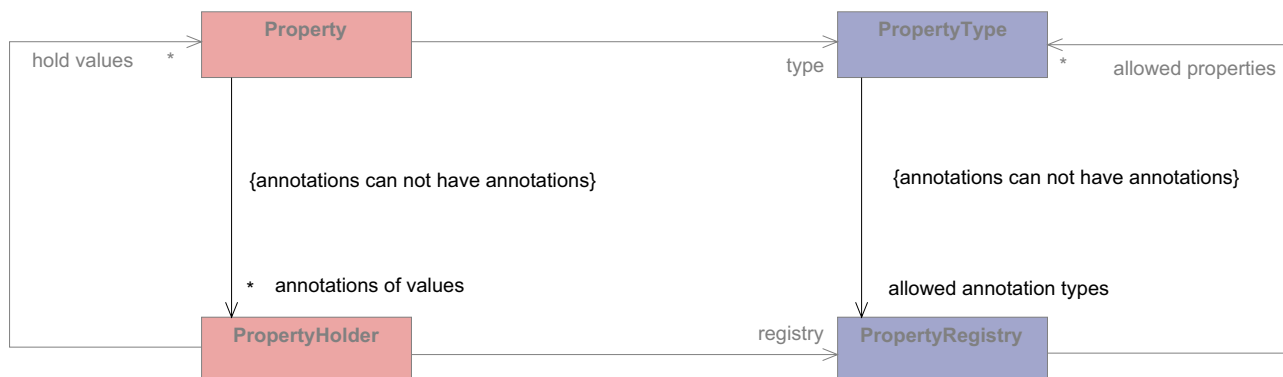 Property
PropertyType
hold values *
type
* allowed properties
{annotations can not have annotations}
{annotations can not have annotations}
* annotations of values
allowed annotation types
PropertyHolder
registry
PropertyRegistry